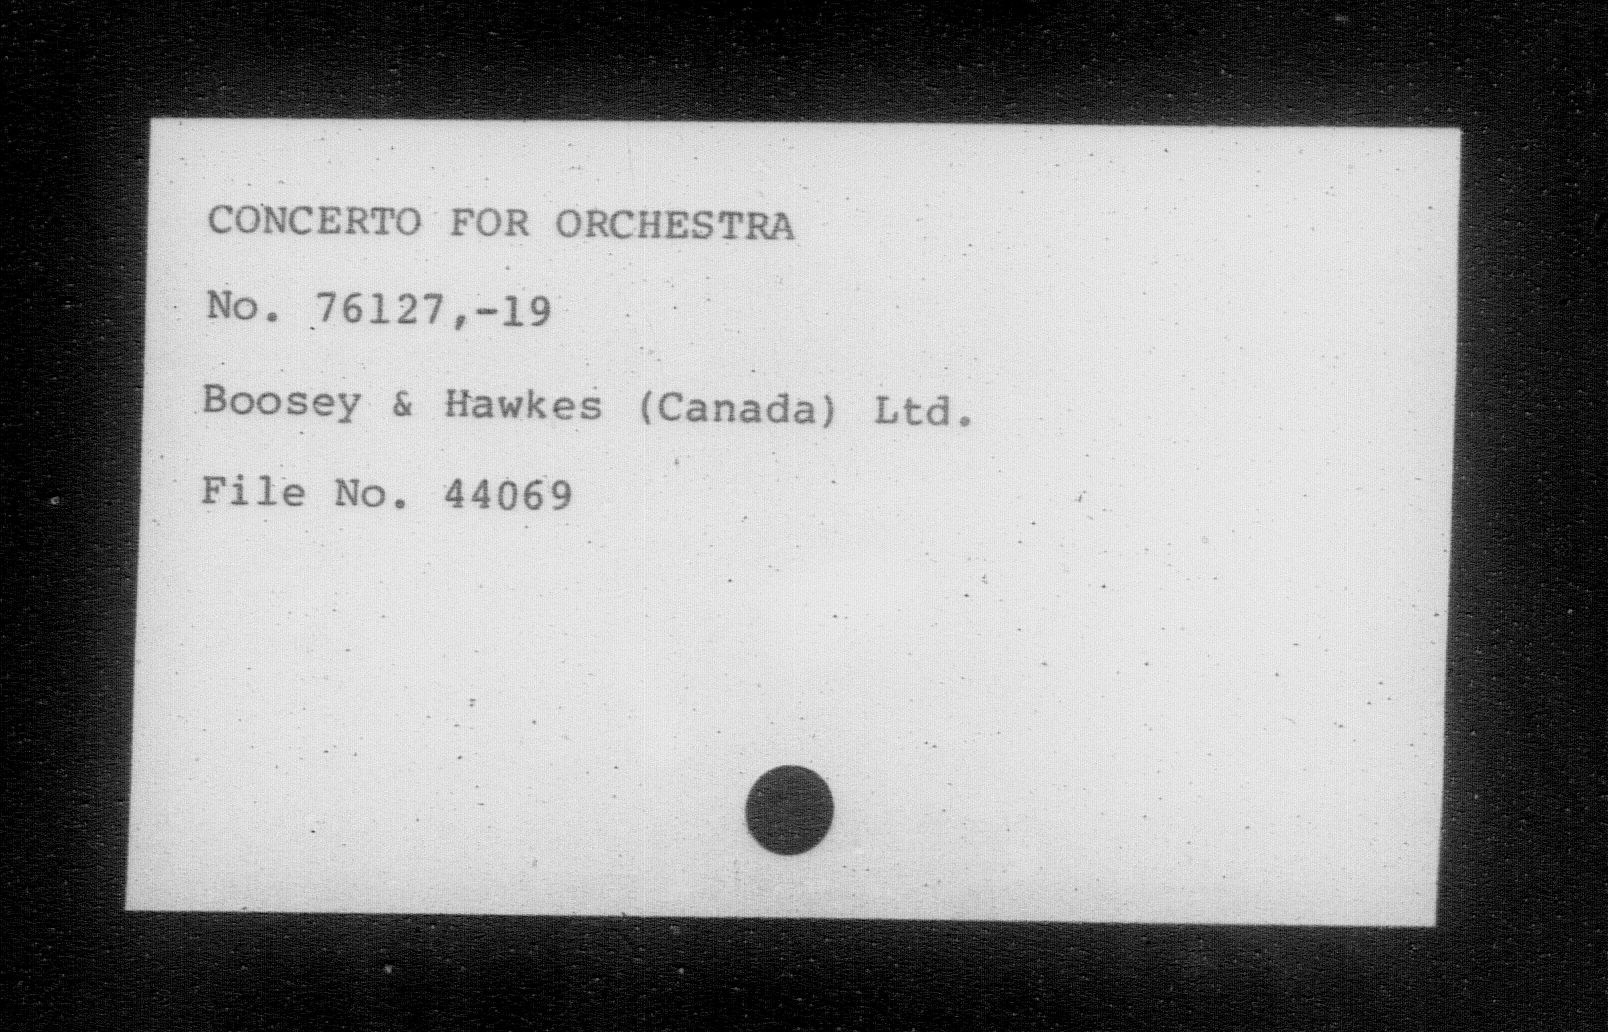 CONCERTO FOR ORCHESTRA
No. 76127,-19
Boosey & Hawkes (Canada) Ltd.
File No. 44069